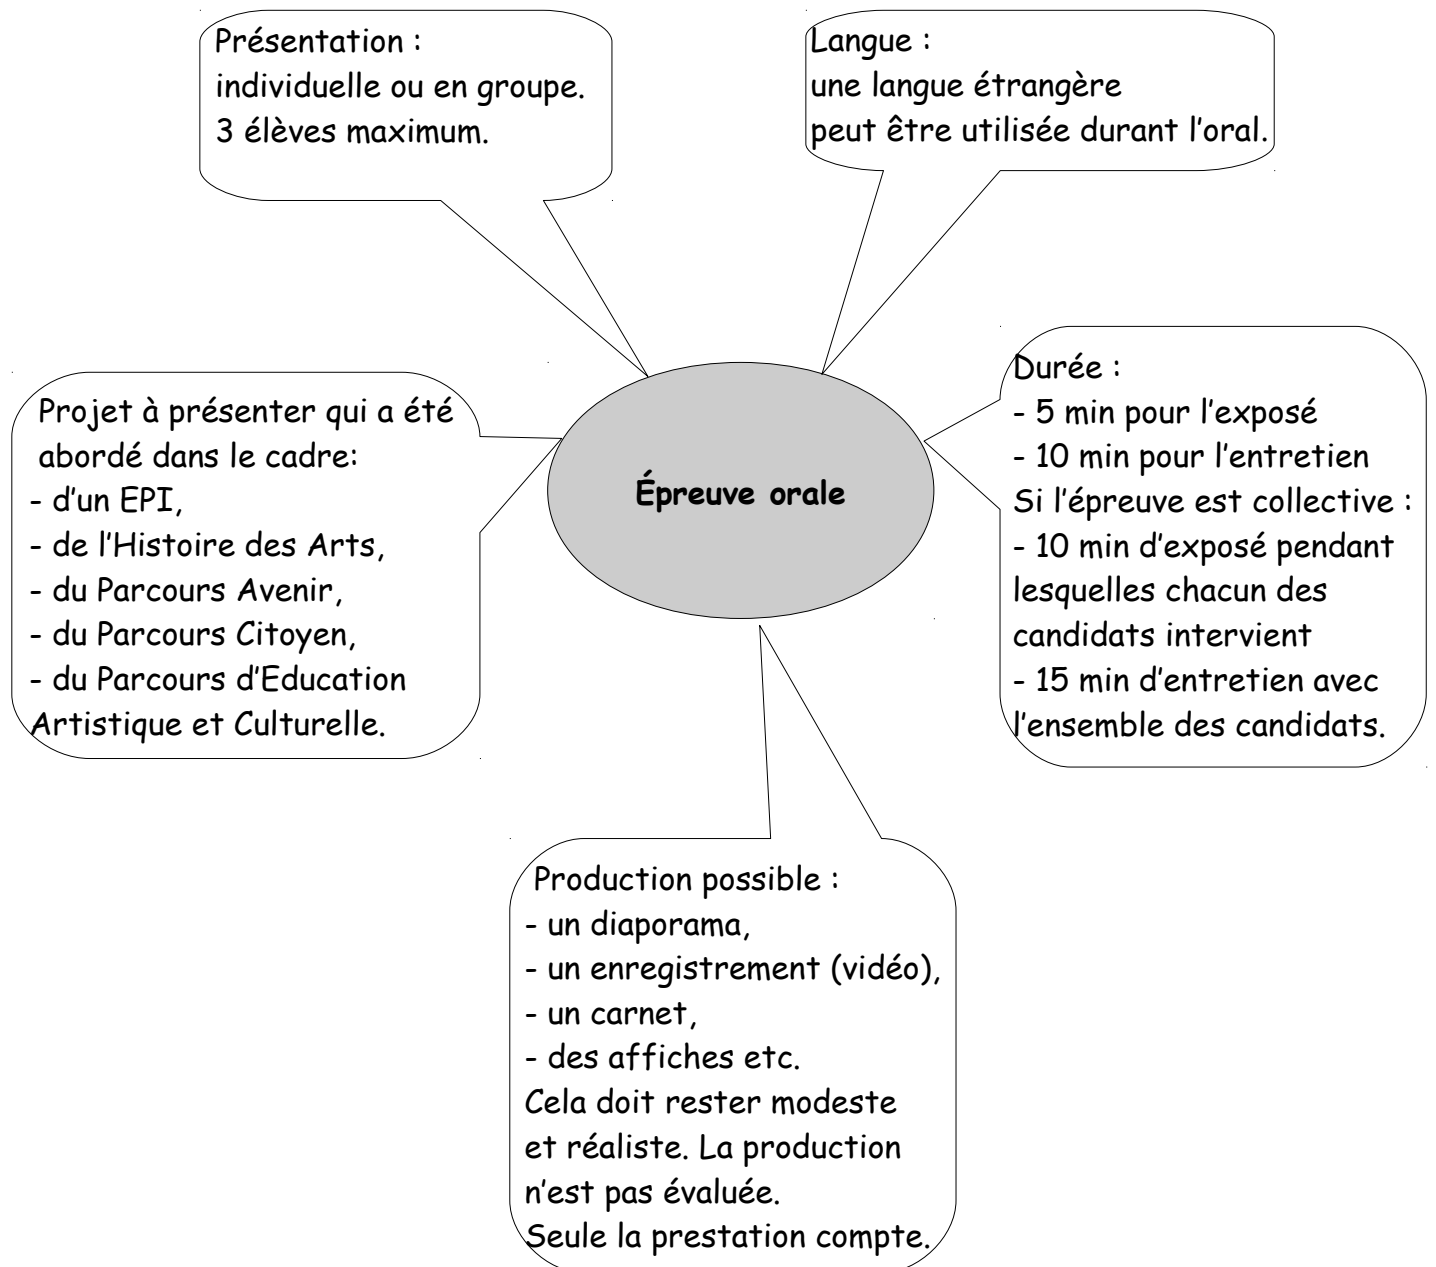 Présentation :
individuelle ou en groupe.
3 élèves maximum.
Langue :
une langue étrangère
peut être utilisée durant l'oral.
Projet à présenter qui a été
abordé dans le cadre:
- d'un EPI,
- de l'Histoire des Arts,
- du Parcours Avenir,
- du Parcours Citoyen,
- du Parcours d'Education
Artistique et Culturelle.
Épreuve orale
Durée :
- 5 min pour l'exposé
- 10 min pour l'entretien
Si l'épreuve est collective :
- 10 min d'exposé pendant
lesquelles chacun des
candidats intervient
- 15 min d'entretien avec
l'ensemble des candidats.
Production possible :
- un diaporama,
- un enregistrement (vidéo),
- un carnet,
- des affiches etc.
Cela doit rester modeste
et réaliste. La production
n'est pas évaluée.
Seule la prestation compte.